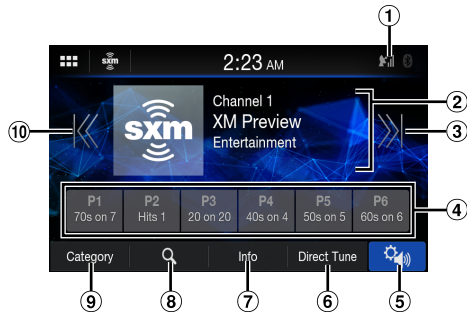 ①
sxm
2:23 AM
②
Channel 1
sxm
XM Preview
Entertainment
⑩
③
P1
70s on 7
P2
Hits 1
P3
20 on 20
P4
40s on 4
P5
50s on 5
P6
60s on 6
④
Category
Info
Direct Tune
⑨
⑧
⑦
⑥
⑤